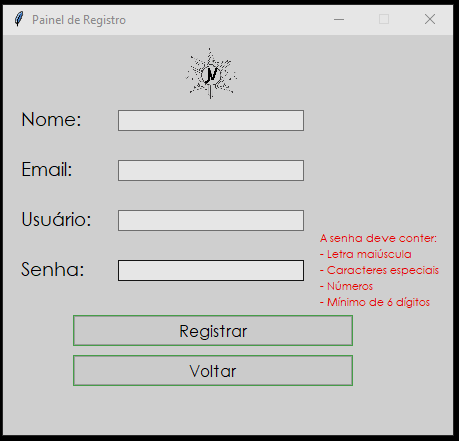 Painel de Registro
JV
Nome:
Email:
Usuário:
Senha:
A senha deve conter:
- Letra maiúscula
- Caracteres especiais
- Números
- Mínimo de 6 dígitos
Registrar
Voltar